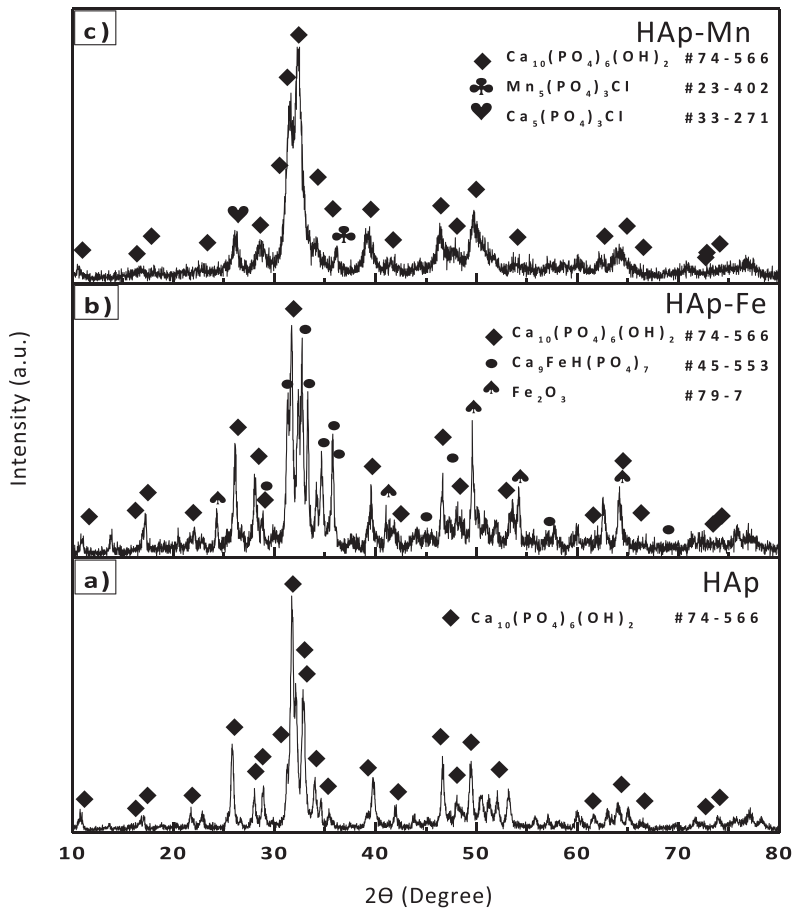 c) HAp-Mn
Ca10(PO4)6(OH)2 #74-566
Mn5(PO4)3Cl #23-402
Ca5(PO4)3Cl #33-271
b) HAp-Fe
Ca10(PO4)6(OH)2 #74-566
Ca9FeH(PO4)7 #45-553
Fe2O3 #79-7
Intensity (a.u.)
a) HAp
Ca10(PO4)6(OH)2 #74-566
10 20 30 40 50 60 70 80
2Θ (Degree)